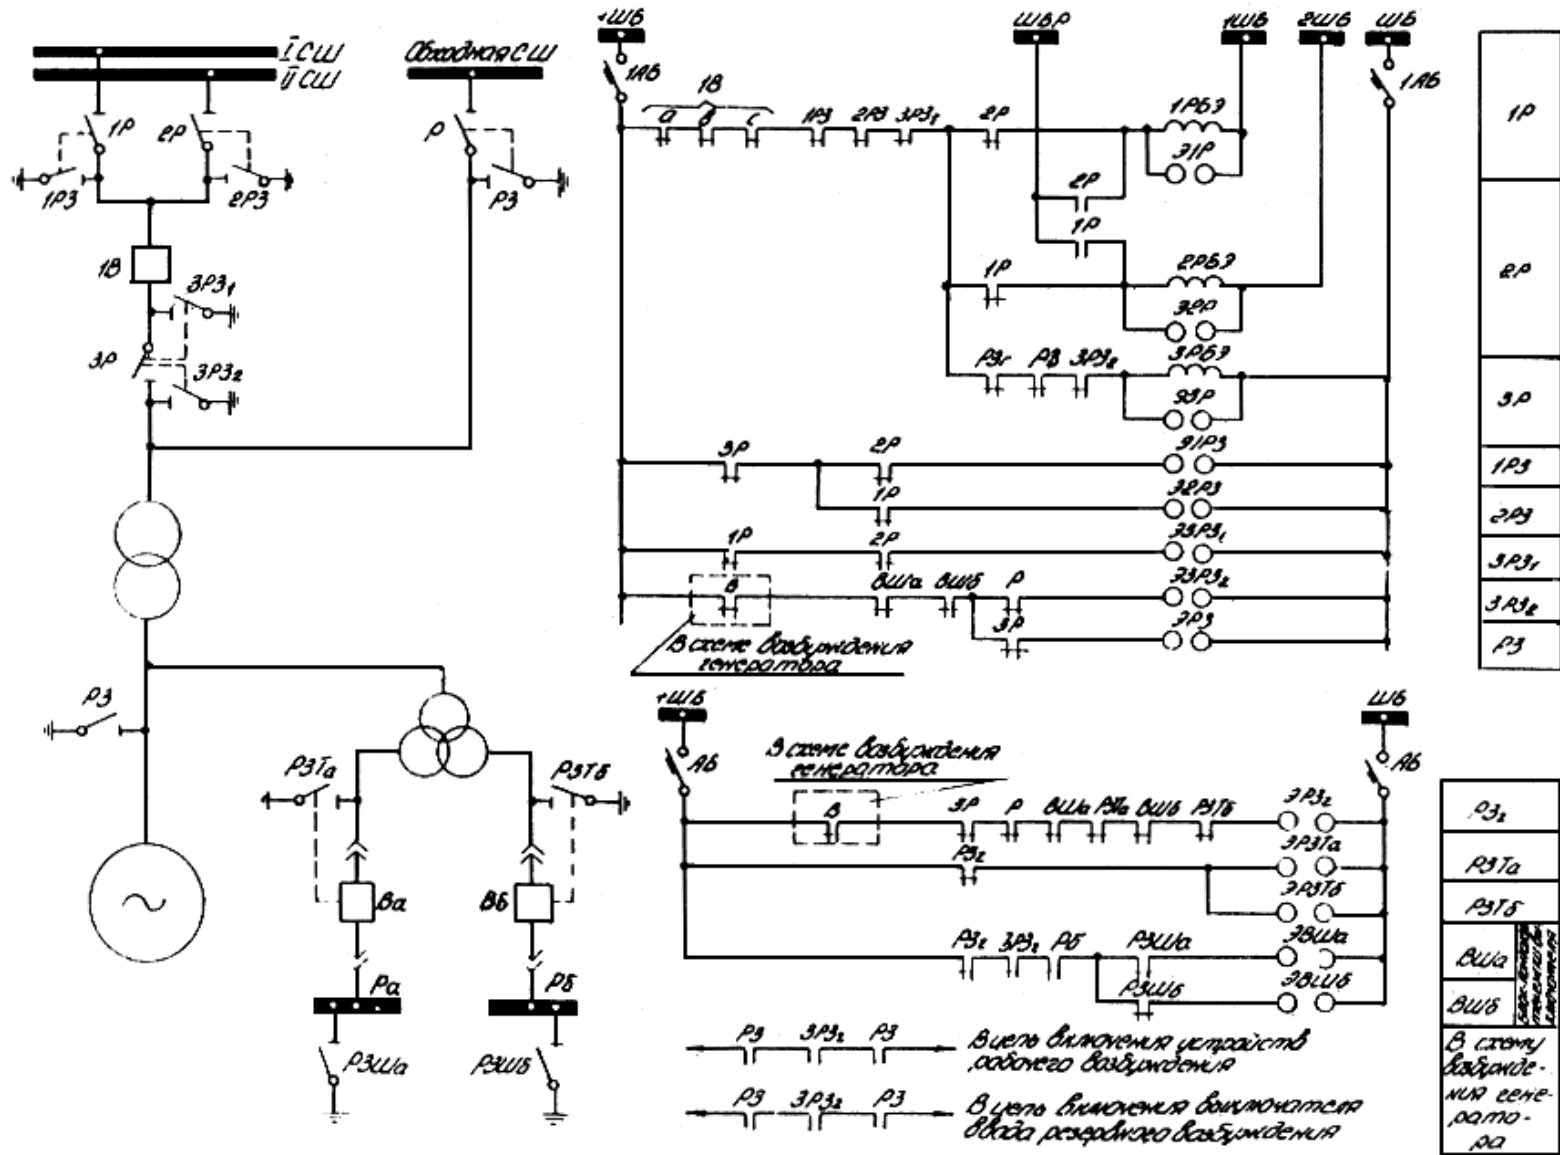 I СШ
II СШ
Обходная СШ
1Р
2Р
Р
1РЗ
2РЗ
РЗ
1В
3РЗ₁
3Р
3РЗ₂
РЗ
РЗТа
РЗТб
Ва
Вб
Ра
Рб
РЗШа
РЗШб
+ШБ
ШБР
1ШБ
2ШБ
ШБ
1АБ
1АБ
1В
а
в
с
1РЗ
2РЗ
3РЗ₁
2Р
1РБЭ
Э1Р
2Р
1Р
1Р
2РБЭ
Э2Р
РЗг
РВ
3РЗ₂
3РБЭ
Э3Р
3Р
2Р
Э1РЗ
1Р
Э2РЗ
1Р
2Р
Э3РЗ₁
В
ВШа
ВШб
Р
Э3РЗ₂
3Р
ЭРЗ
В схеме возбуждения
генератора
1Р
2Р
3Р
1РЗ
2РЗ
3РЗ₁
3РЗ₂
РЗ
+ШБ
ШБ
АБ
АБ
В схеме возбуждения
генератора
В
3Р
Р
ВШа
РЗТа
ВШб
РЗТб
ЭРЗ₂
РЗ₂
ЭРЗТа
ЭРЗТб
РЗ₂
3РЗ₂
РБ
РЗШа
ЭВШа
РЗШб
ЭВШб
РЗ
3РЗ₂
РЗ
В цепь включения устройств
рабочего возбуждения
РЗ
3РЗ₂
РЗ
В цепь включения выключателя
ввода резервного возбуждения
РЗ₂
РЗТа
РЗТб
ВШа
ВШб
В схему
возбужде-
ния гене-
рато-
ра